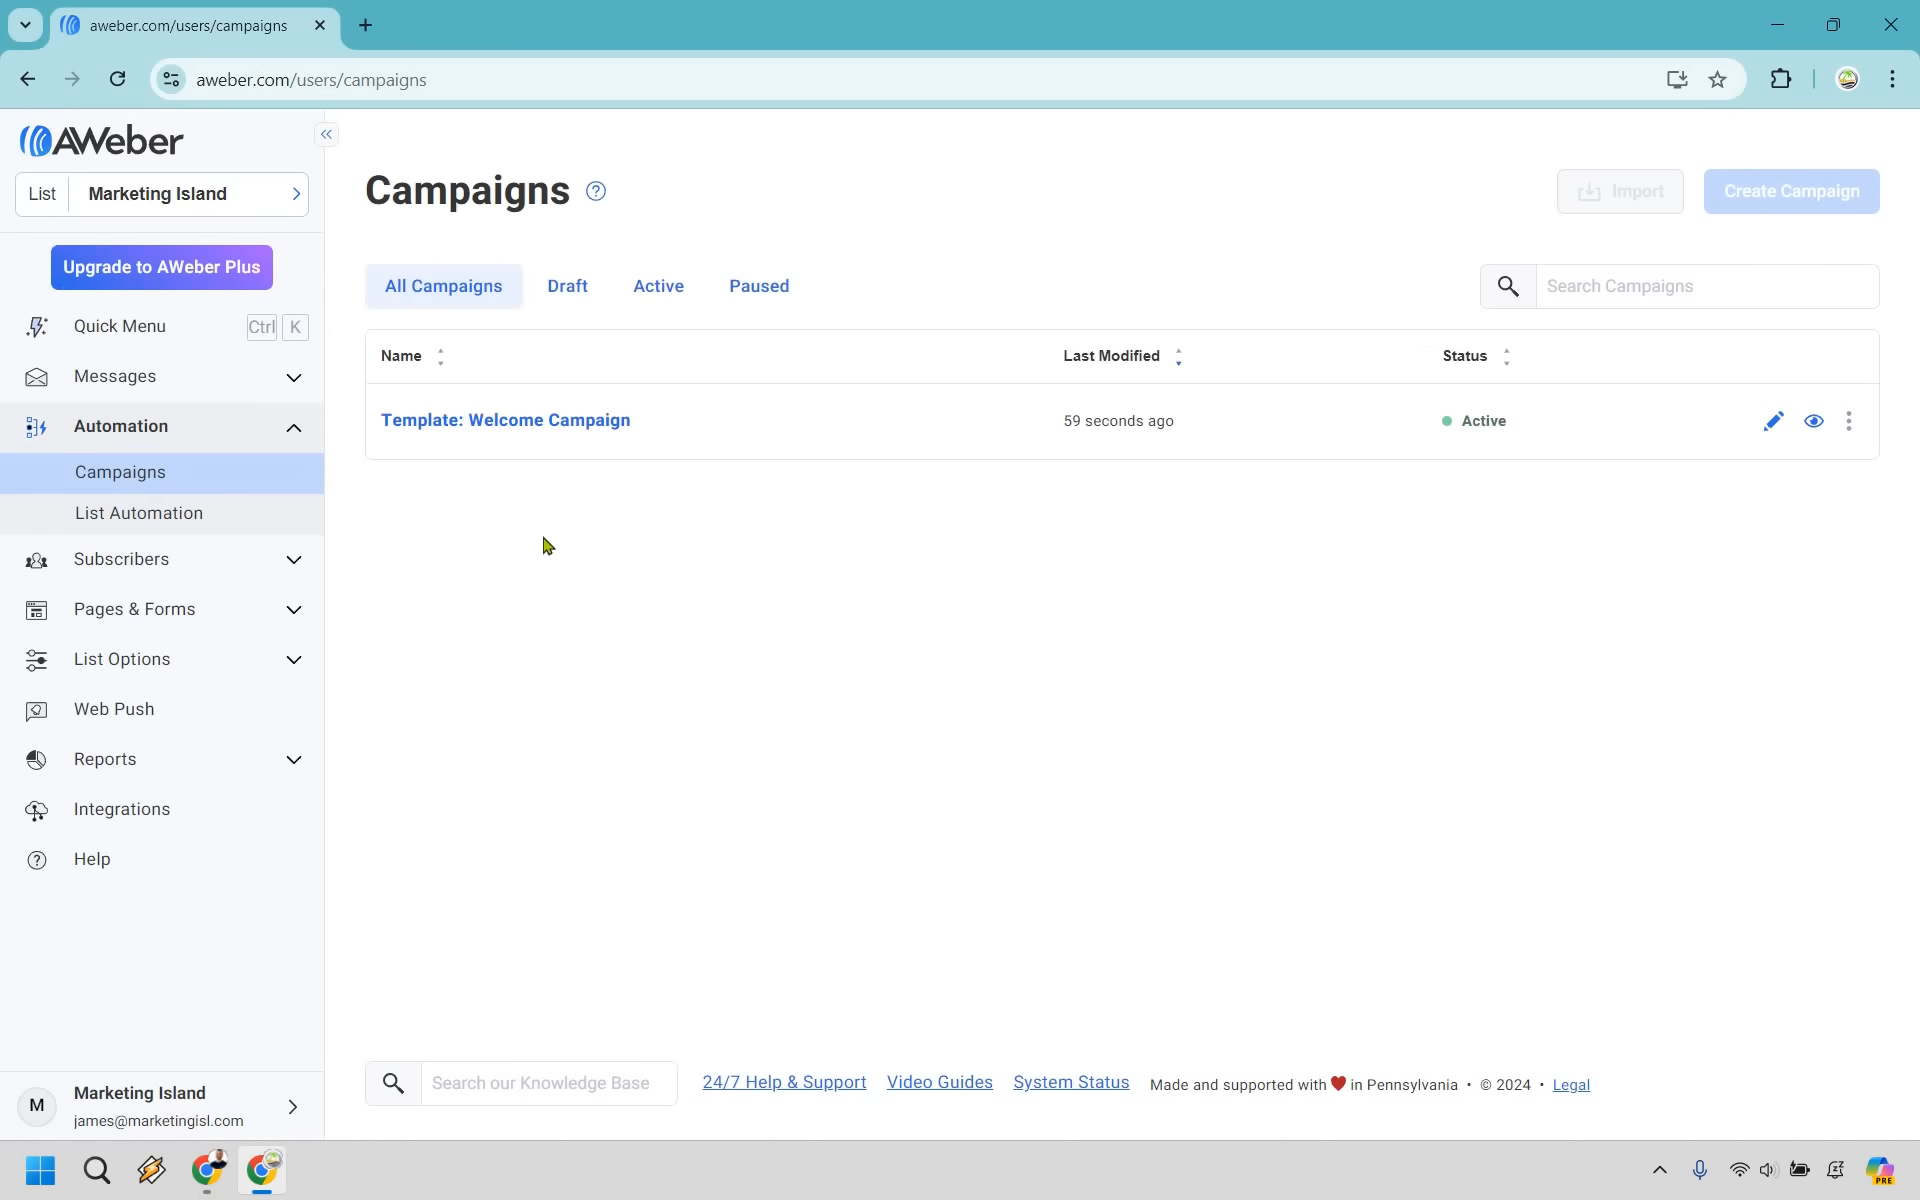 aweber.com/users/campaigns
aweber.com/users/campaigns
AWeber
List Marketing Island
Upgrade to AWeber Plus
Quick Menu Ctrl K
Messages
Automation
Campaigns
List Automation
Subscribers
Pages & Forms
List Options
Web Push
Reports
Integrations
Help
M
Marketing Island
james@marketingisl.com
Campaigns
Import
Create Campaign
All Campaigns Draft Active Paused
Search Campaigns
Name Last Modified Status
Template: Welcome Campaign 59 seconds ago Active
Search our Knowledge Base
24/7 Help & Support Video Guides System Status Made and supported with ❤ in Pennsylvania • © 2024 • Legal
PRE